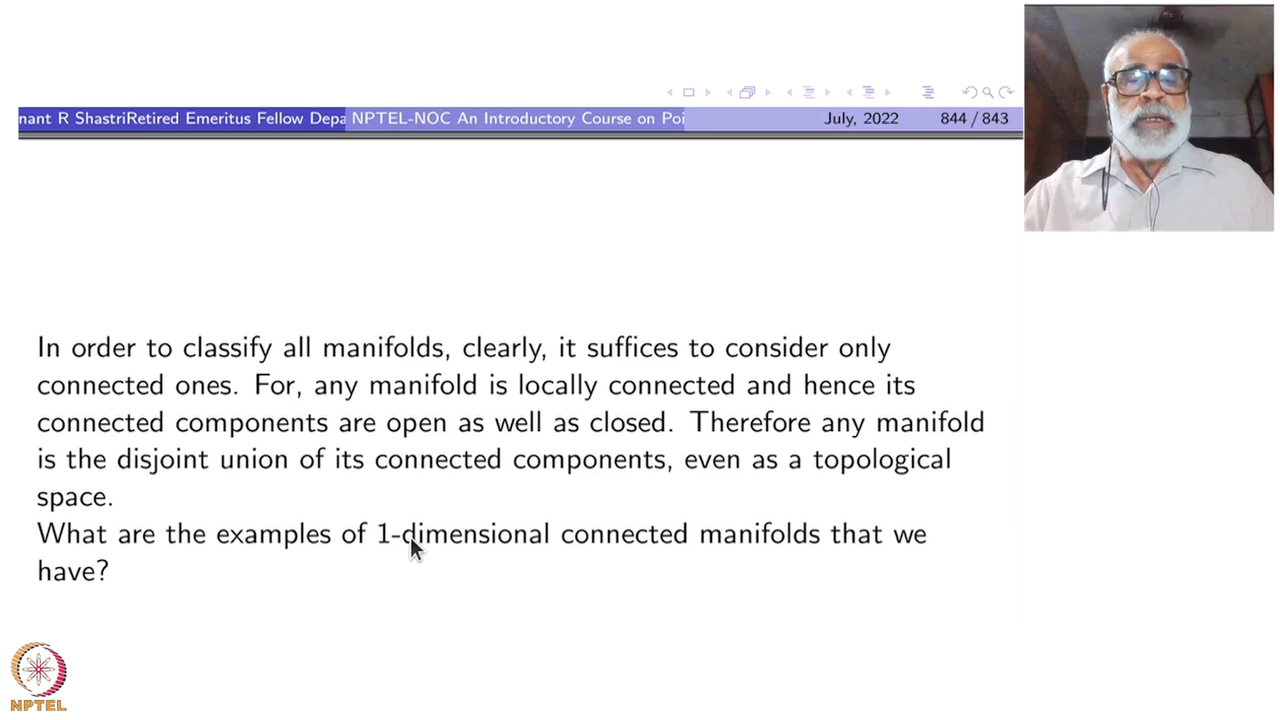 nant R ShastriRetired Emeritus Fellow Depa NPTEL-NOC An Introductory Course on Poi July, 2022 844 / 843
In order to classify all manifolds, clearly, it suffices to consider only
connected ones. For, any manifold is locally connected and hence its
connected components are open as well as closed. Therefore any manifold
is the disjoint union of its connected components, even as a topological
space.
What are the examples of 1-dimensional connected manifolds that we
have?
NPTEL